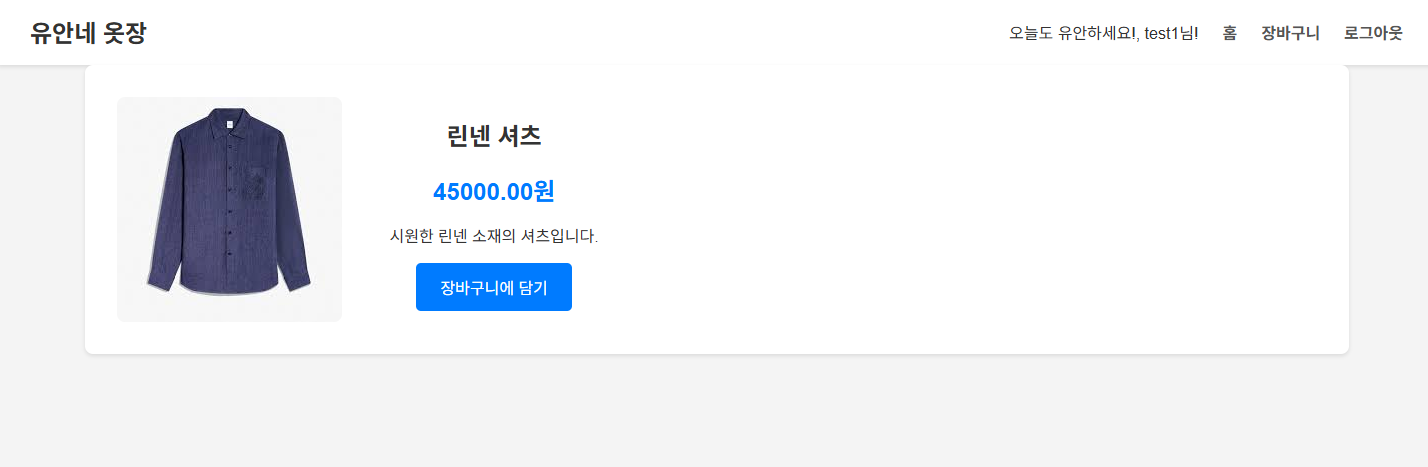 유안네 옷장
오늘도 유안하세요!, test1님! 홈 장바구니 로그아웃
린넨 셔츠
45000.00원
시원한 린넨 소재의 셔츠입니다.
장바구니에 담기